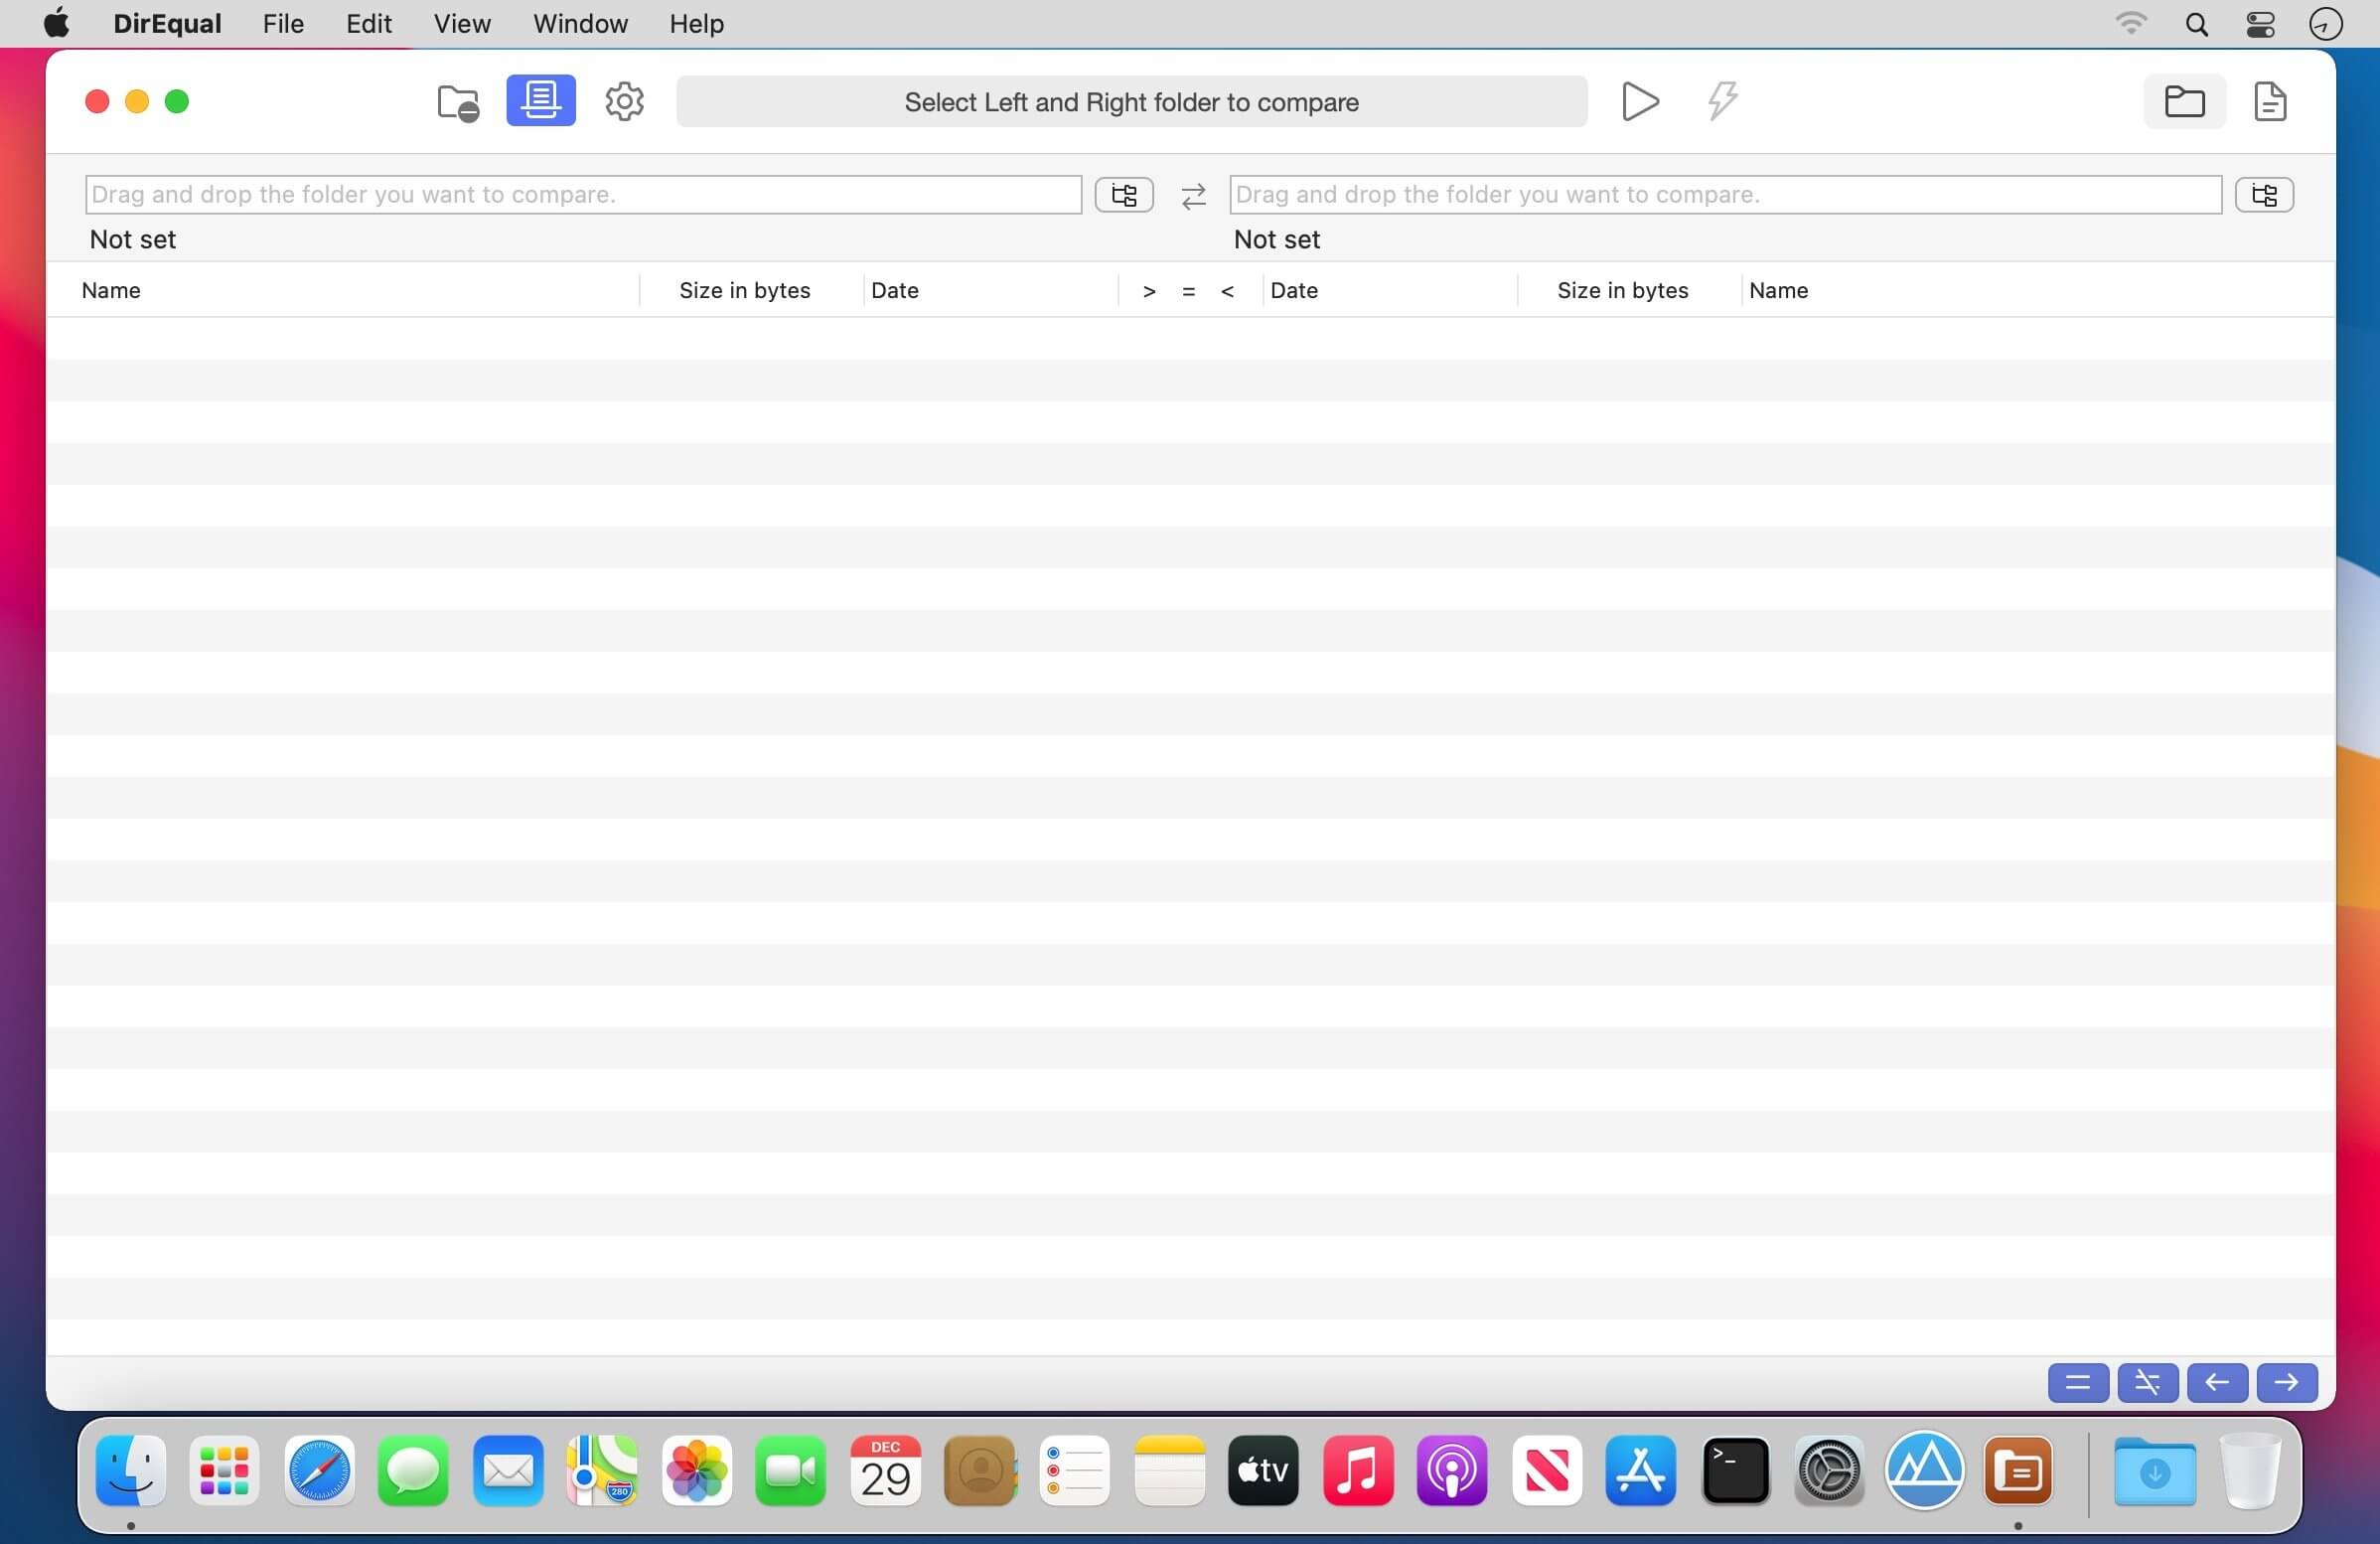 DirEqual File Edit View Window Help
Select Left and Right folder to compare
Drag and drop the folder you want to compare. Drag and drop the folder you want to compare.
Not set Not set
Name Size in bytes Date > = < Date Size in bytes Name
DEC
29
280
tv
>_